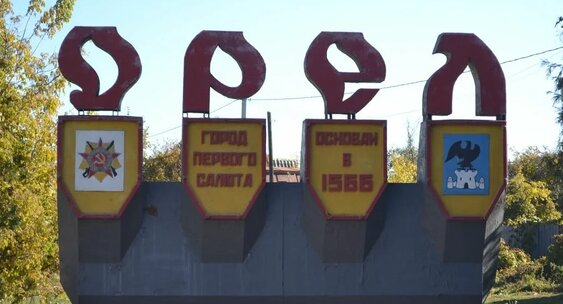 орел
ГОРОД
ПЕРВОГО
САЛЮТА
ОСНОВАН
В
1566